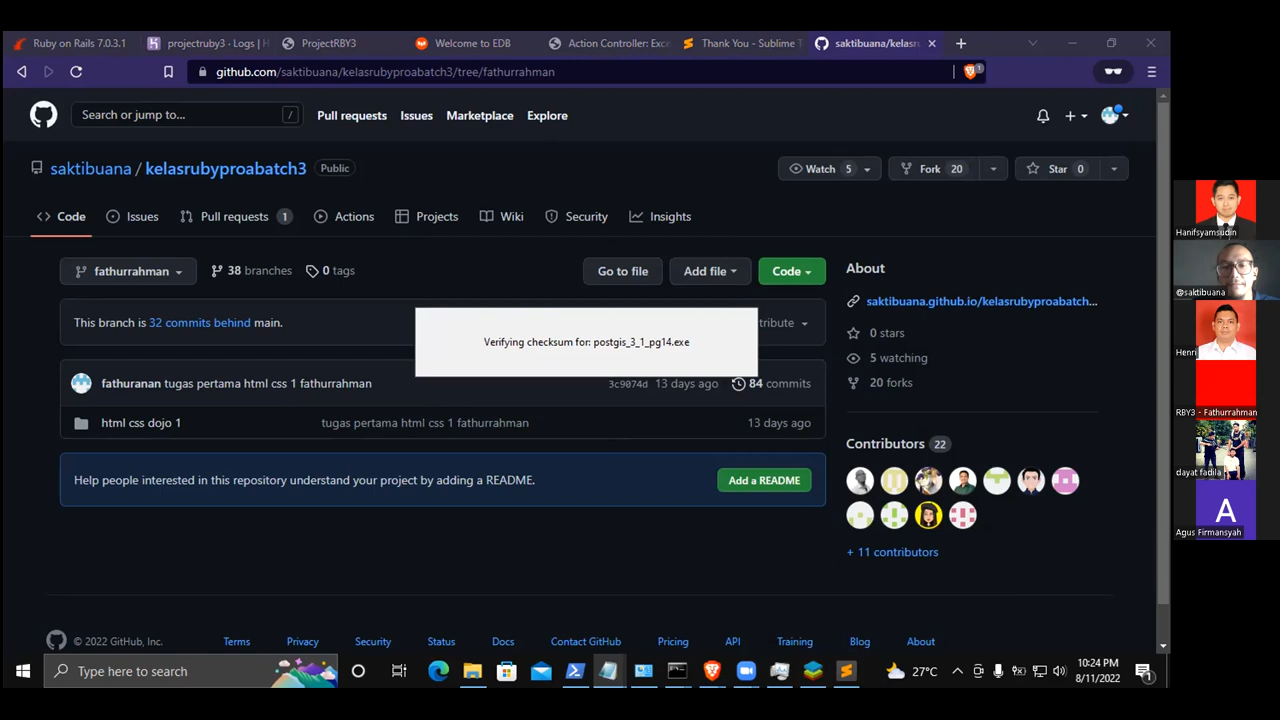 Ruby on Rails 7.0.3.1
projectruby3 · Logs | H
ProjectRBY3
Welcome to EDB
Action Controller: Exce
Thank You - Sublime T
saktibuana/kelasru
github.com/saktibuana/kelasrubyproabatch3/tree/fathurrahman
1
Search or jump to...
/
Pull requests
Issues
Marketplace
Explore
saktibuana / kelasrubyproabatch3
Public
Watch 5
Fork 20
Star 0
Code
Issues
Pull requests 1
Actions
Projects
Wiki
Security
Insights
fathurrahman
38 branches
0 tags
Go to file
Add file
Code
About
saktibuana.github.io/kelasrubyproabatch...
This branch is 32 commits behind main.
tribute
Verifying checksum for: postgis_3_1_pg14.exe
0 stars
5 watching
20 forks
fathuranan tugas pertama html css 1 fathurrahman
3c9074d 13 days ago
84 commits
html css dojo 1
tugas pertama html css 1 fathurrahman
13 days ago
Contributors 22
Help people interested in this repository understand your project by adding a README.
Add a README
+ 11 contributors
© 2022 GitHub, Inc.
Terms
Privacy
Security
Status
Docs
Contact GitHub
Pricing
API
Training
Blog
About
Type here to search
27°C
10:24 PM
8/11/2022
1
Hanifsyamsudin
@saktibuana
Henri
RBY3 - Fathurrahman
dayat fadila
A
Agus Firmansyah